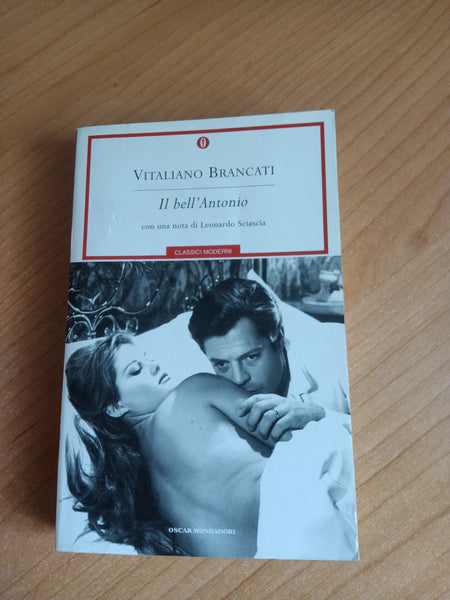 VITALIANO BRANCATI
Il bell'Antonio
con una nota di Leonardo Sciascia
CLASSICI MODERNI
OSCAR MONDADORI